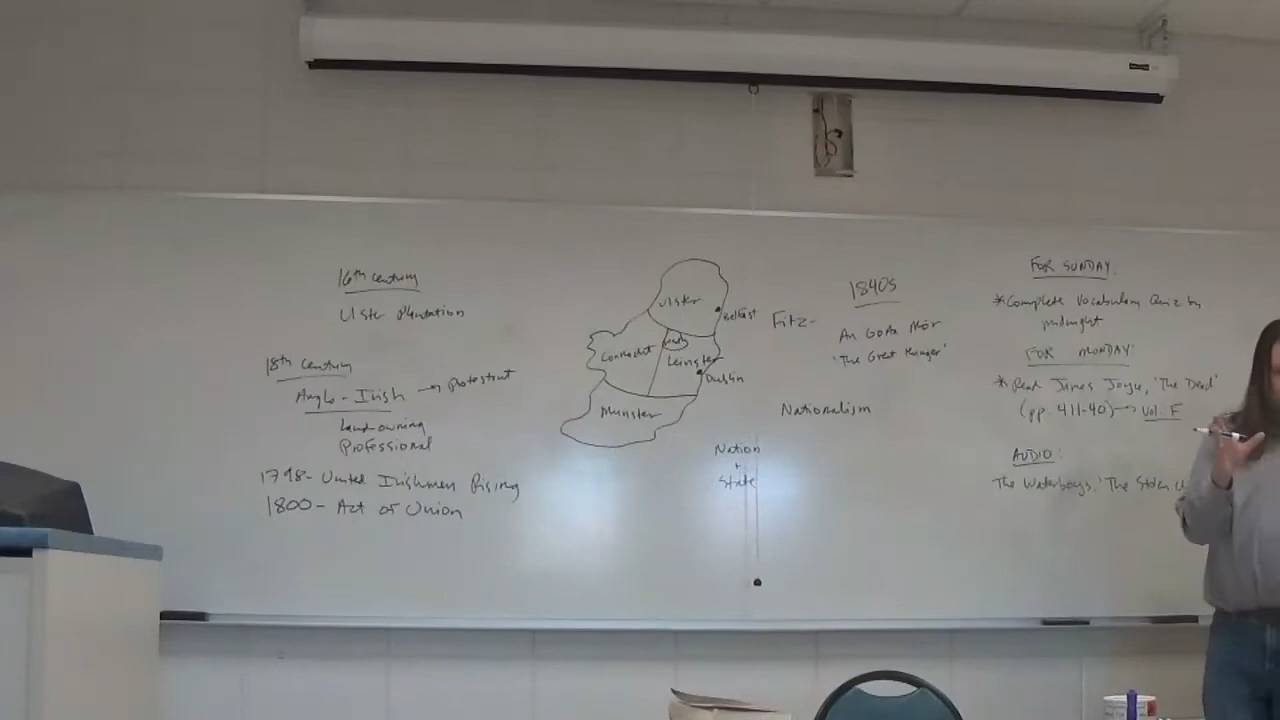 16th century
Ulster Plantation
18th century
Anglo-Irish → Protestant
Landowning
Professional
1798- United Irishmen Rising
1800- Act of Union
Ulster
Belfast
Connacht
Leinster
Dublin
Munster
Fitz-
1840s
An Gorta Mór
'The Great Hunger'
Nationalism
Nation
+
State
FOR SUNDAY:
*Complete Vocabulary Quiz by
midnight
FOR MONDAY:
*Read James Joyce, 'The Dead'
(pp. 411-40) → Vol. F
AUDIO:
The Waterboys, 'The Stolen